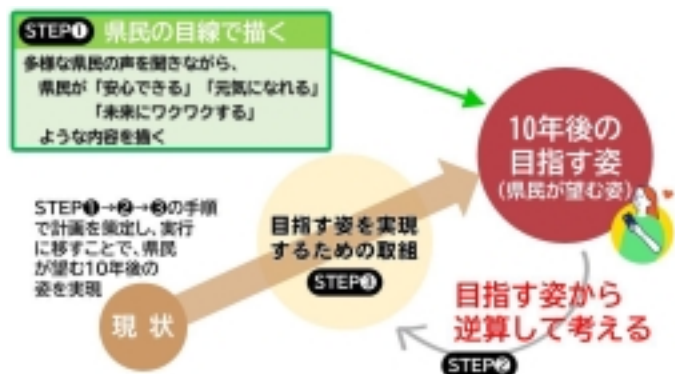 STEP❶ 県民の目線で描く
多様な県民の声を聞きながら、
県民が「安心できる」「元気になれる」
「未来にワクワクする」
ような内容を描く
10年後の
目指す姿
(県民が望む姿)
STEP❶→❷→❸の手順
で計画を策定し、実行
に移すことで、県民
が望む10年後の
姿を実現
目指す姿を実現
するための取組
STEP❸
現 状
目指す姿から
逆算して考える
STEP❷